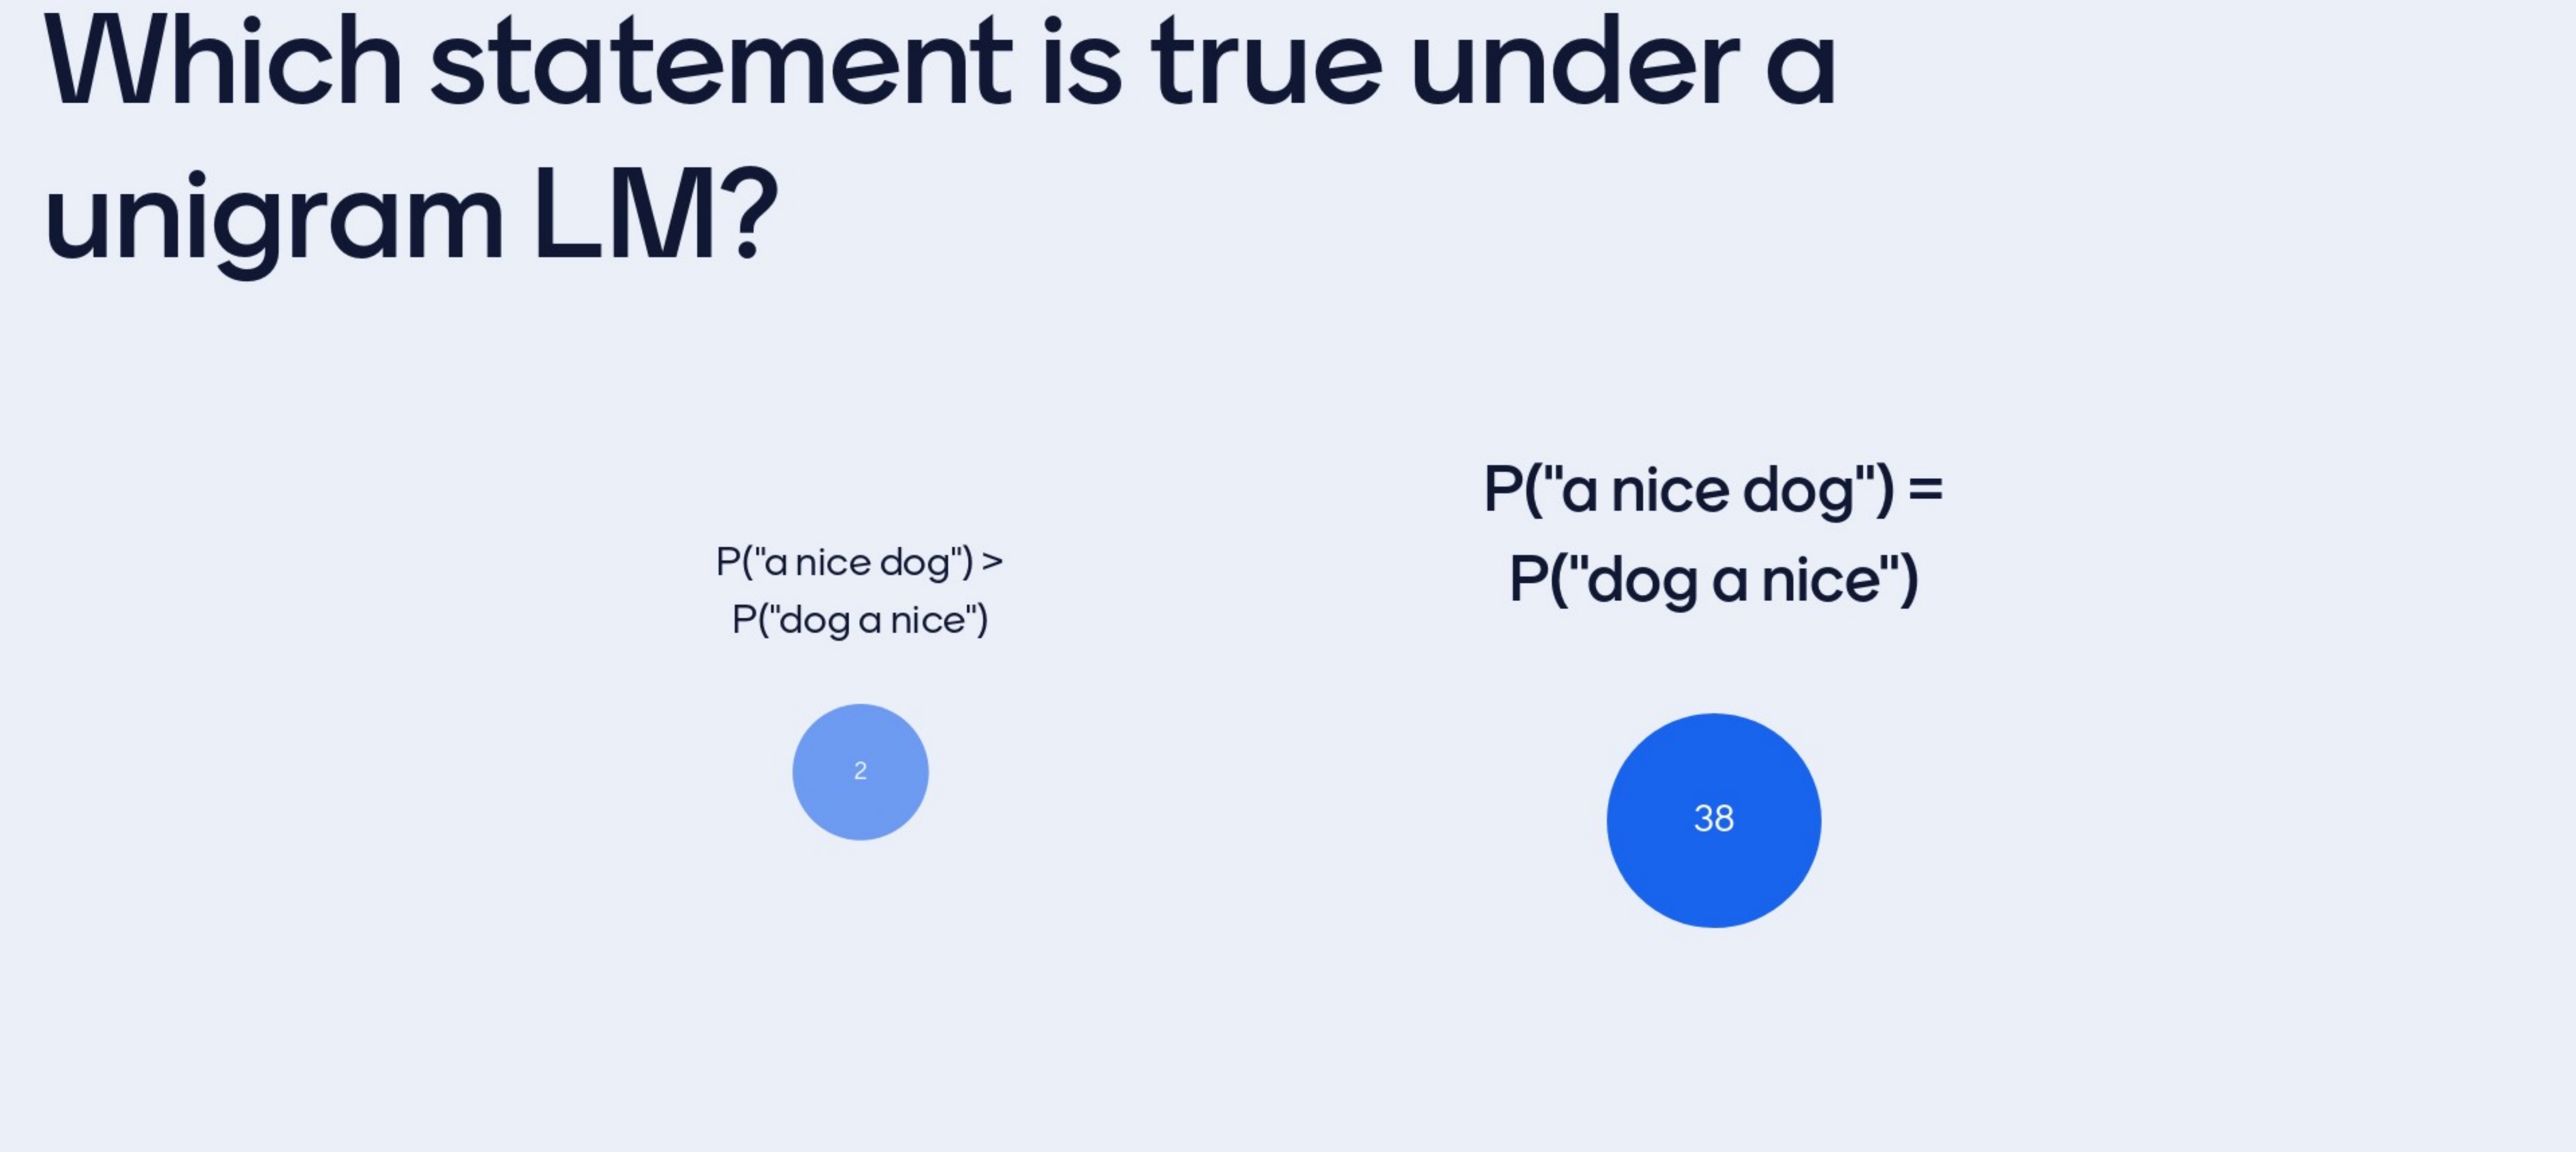 Which statement is true under a
unigram LM?
P("a nice dog") >
P("dog a nice")
2
P("a nice dog") =
P("dog a nice")
38